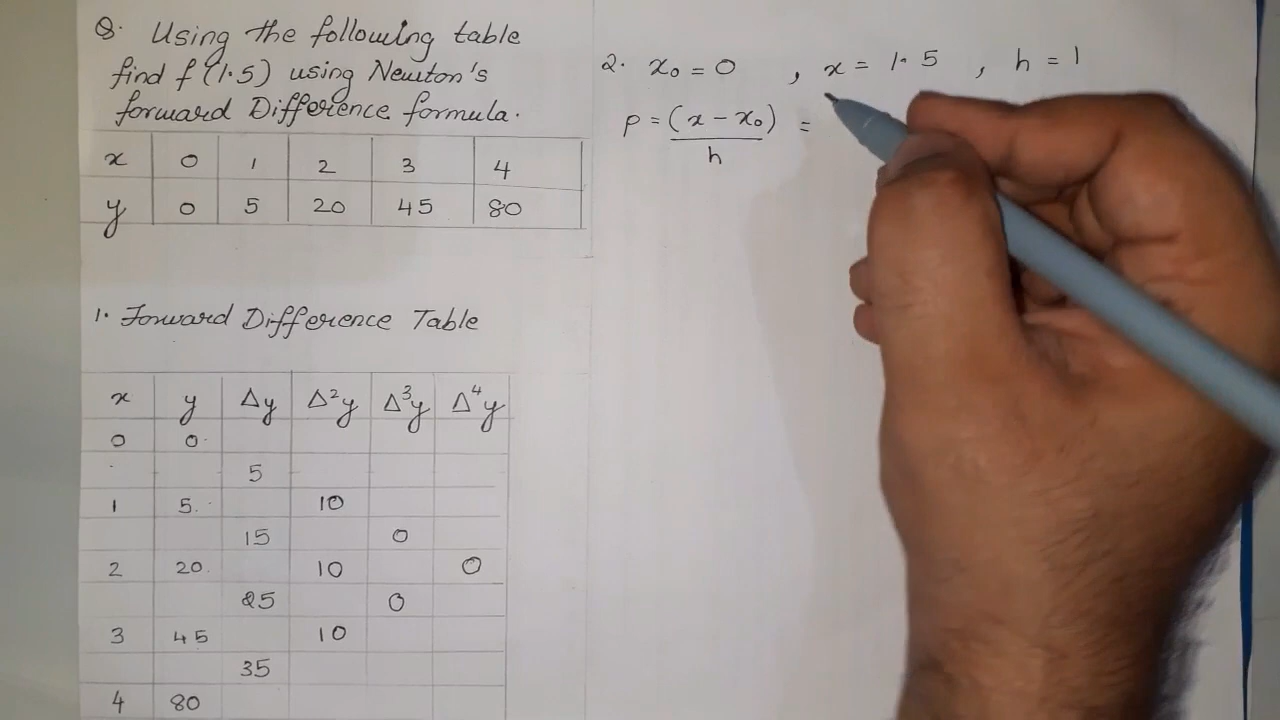 Q. Using the following table
find f(1.5) using Newton's
forward Difference formula.
x 0 1 2 3 4
y 0 5 20 45 80
1. Forward Difference Table
x y Δy Δ²y Δ³y Δ⁴y
0 0
5
1 5 10
15 0
2 20 10 0
25 0
3 45 10
35
4 80
2. x₀ = 0 , x = 1.5 , h = 1
p = (x - x₀) =
h